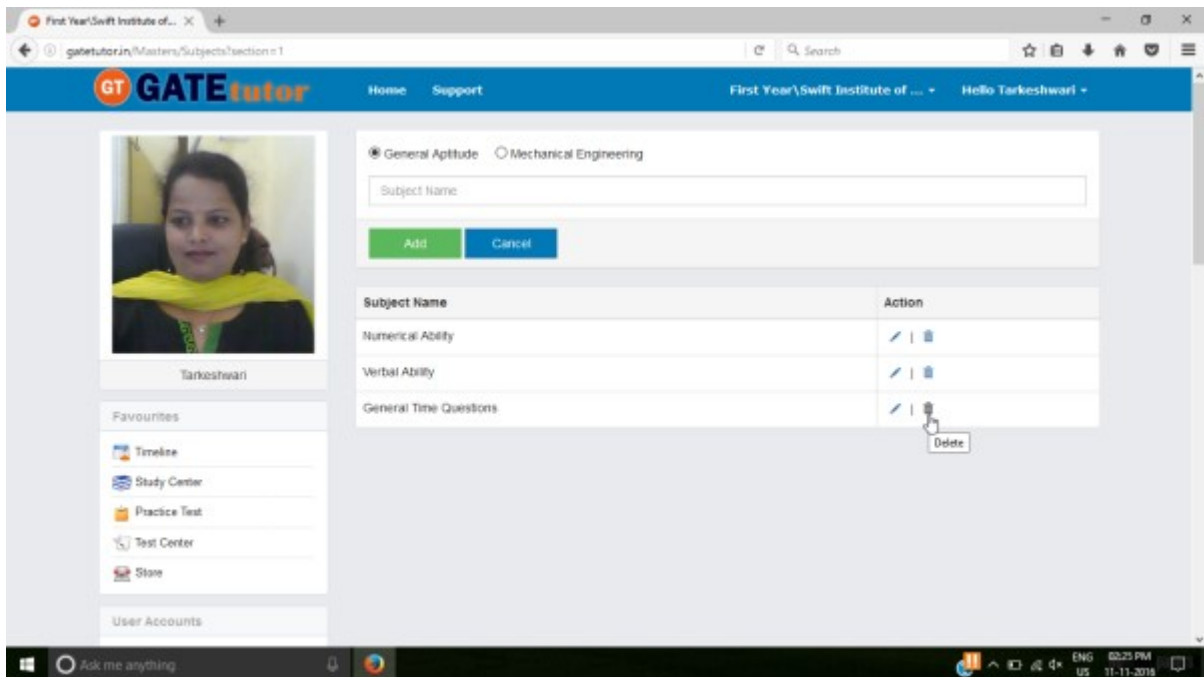 First Year\Swift Institute of...
gatetutor.in/Masters/Subjects?section=1
Search
GT GATEtutor
Home Support First Year\Swift Institute of .... Hello Tarkeshwari
General Aptitude Mechanical Engineering
Subject Name
Add Cancel
Subject Name Action
Numerical Ability
Verbal Ability
General Time Questions
Delete
Tarkeshwari
Favourites
Timeline
Study Center
Practice Test
Test Center
Store
User Accounts
Ask me anything
ENG 02:25 PM
US 11-11-2016